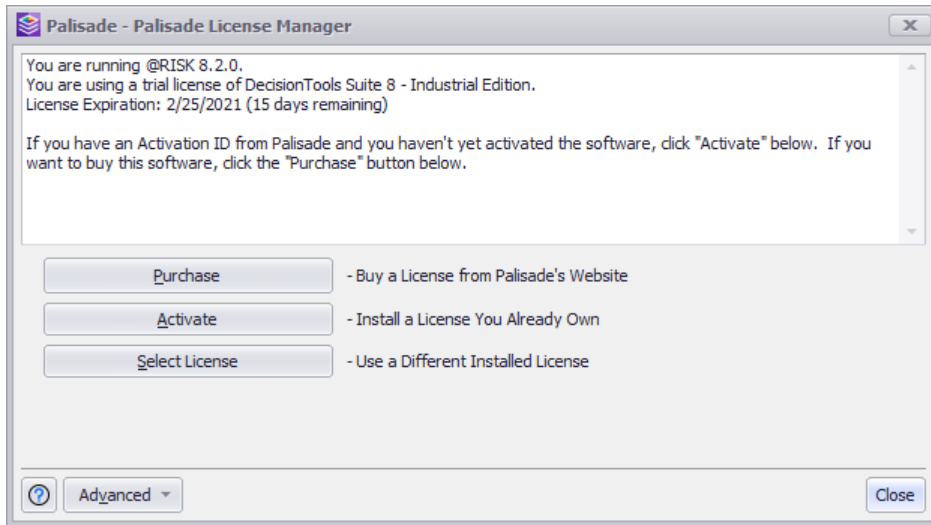 Palisade - Palisade License Manager
You are running @RISK 8.2.0.
You are using a trial license of DecisionTools Suite 8 - Industrial Edition.
License Expiration: 2/25/2021 (15 days remaining)
If you have an Activation ID from Palisade and you haven't yet activated the software, click "Activate" below.  If you
want to buy this software, click the "Purchase" button below.
Purchase - Buy a License from Palisade's Website
Activate - Install a License You Already Own
Select License - Use a Different Installed License
? Advanced Close